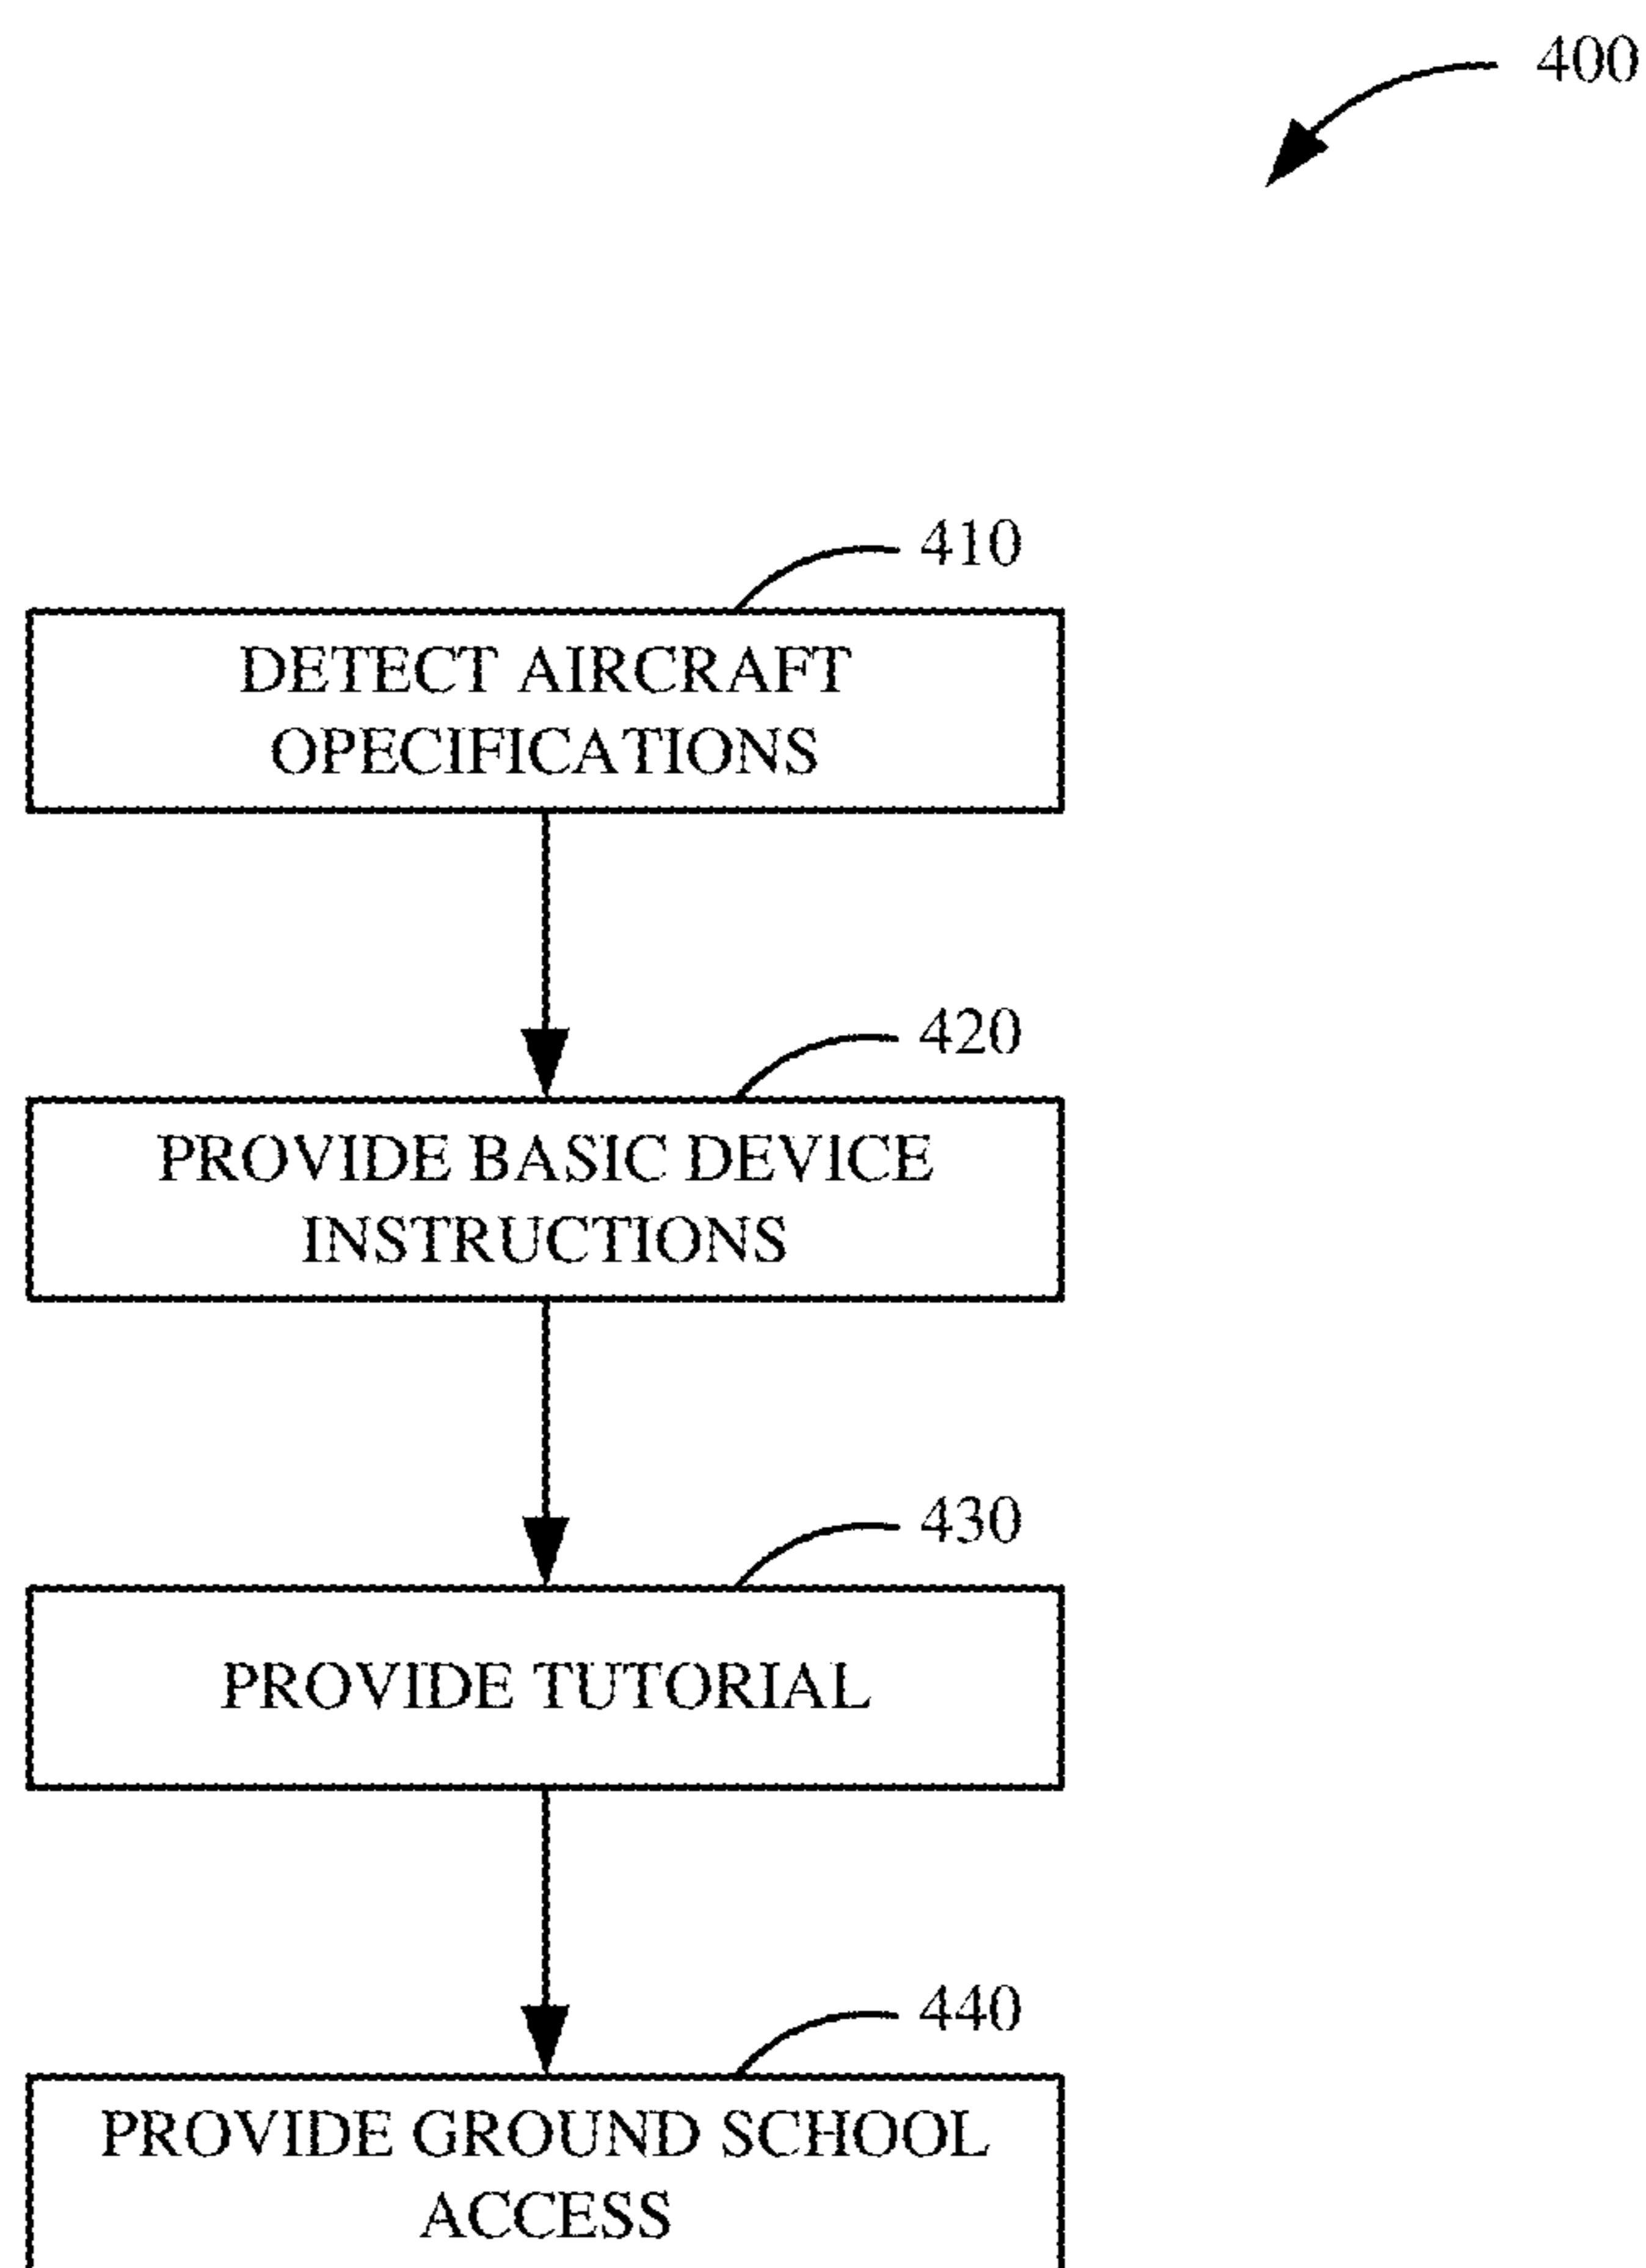 400
410
DETECT AIRCRAFT
OPECIFICATIONS
420
PROVIDE BASIC DEVICE
INSTRUCTIONS
430
PROVIDE TUTORIAL
440
PROVIDE GROUND SCHOOL
ACCESS